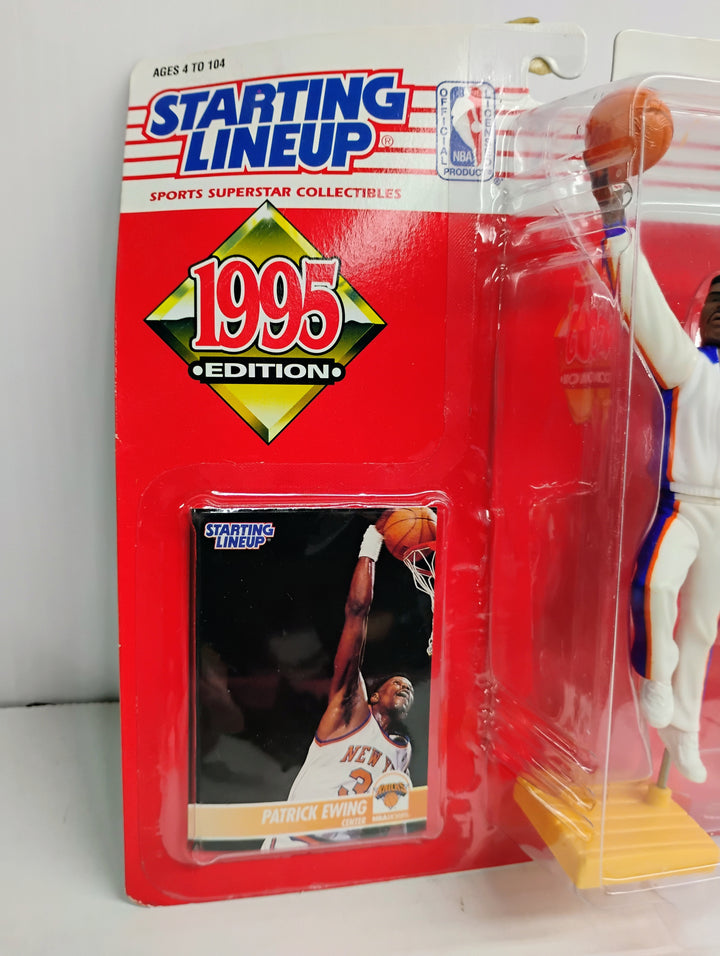 AGES 4 TO 104
STARTING
LINEUP®
SPORTS SUPERSTAR COLLECTIBLES
OFFICIAL
LICENSED
NBA
PRODUCT
1995
•EDITION•
STARTING
LINEUP
NEW
3
PATRICK EWING
CENTER